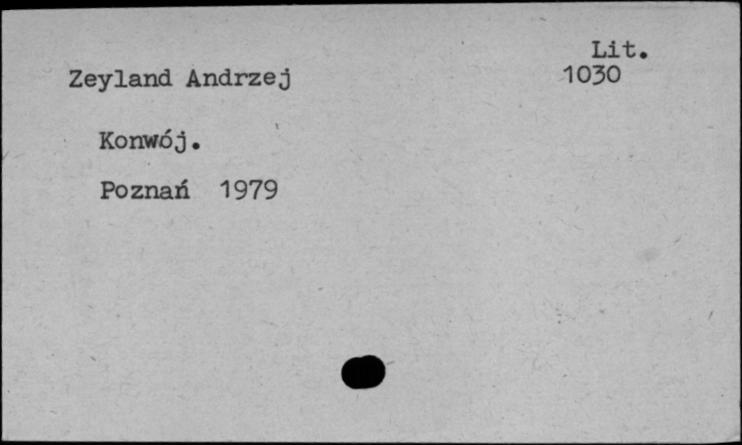 Lit.
Zeyland Andrzej 1030
Konwój.
Poznań 1979